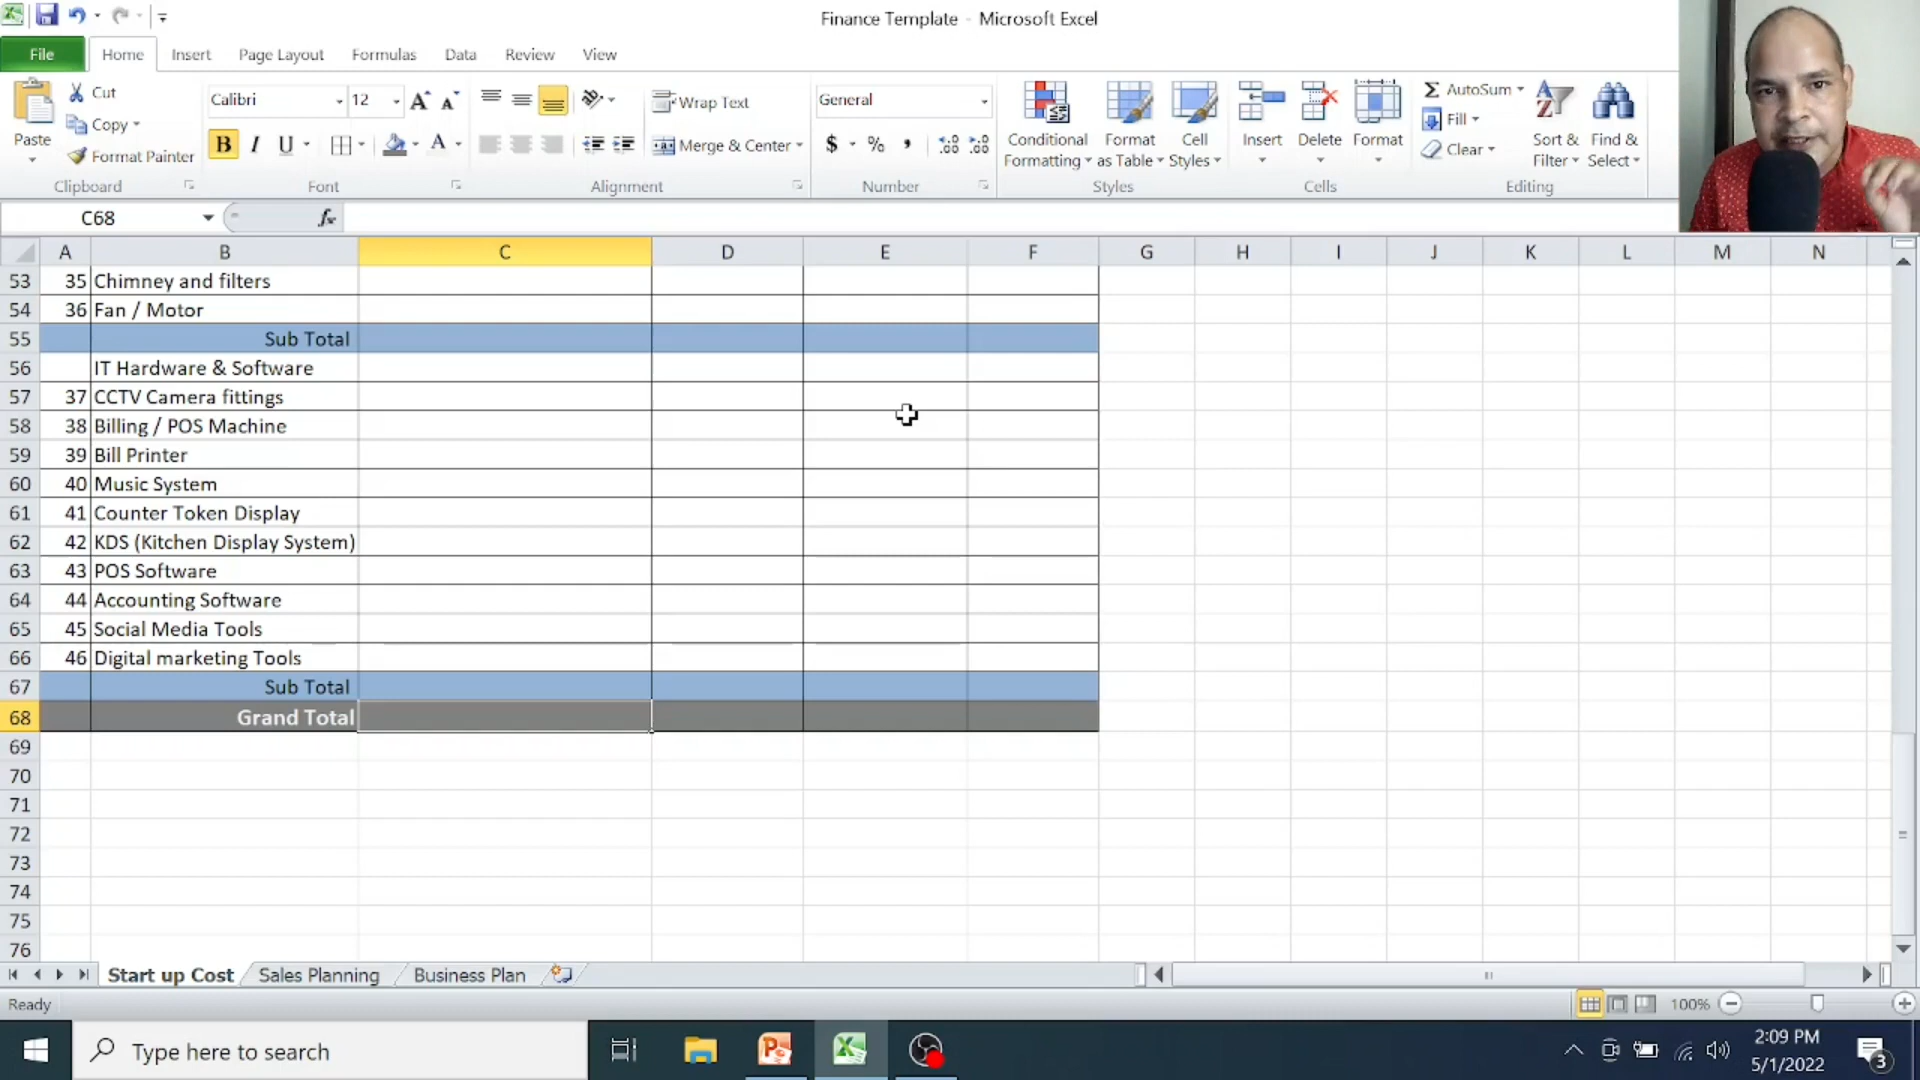 Finance Template - Microsoft Excel
File Home Insert Page Layout Formulas Data Review View
Paste
Cut
Copy
Format Painter
Clipboard
Calibri 12
A A
B I U A
Font
Wrap Text
Merge & Center
Alignment
General
$ % ,
Number
Conditional Formatting
Format as Table
Cell Styles
Styles
Insert Delete Format
Cells
Σ AutoSum
Fill
Clear
Sort & Filter
Find & Select
Editing
C68 fx
A B C D E F G H I J K L M N
53 35 Chimney and filters
54 36 Fan / Motor
55 Sub Total
56 IT Hardware & Software
57 37 CCTV Camera fittings
58 38 Billing / POS Machine
59 39 Bill Printer
60 40 Music System
61 41 Counter Token Display
62 42 KDS (Kitchen Display System)
63 43 POS Software
64 44 Accounting Software
65 45 Social Media Tools
66 46 Digital marketing Tools
67 Sub Total
68 Grand Total
69
70
71
72
73
74
75
76
Start up Cost Sales Planning Business Plan
Ready 100%
Type here to search
2:09 PM
5/1/2022
3